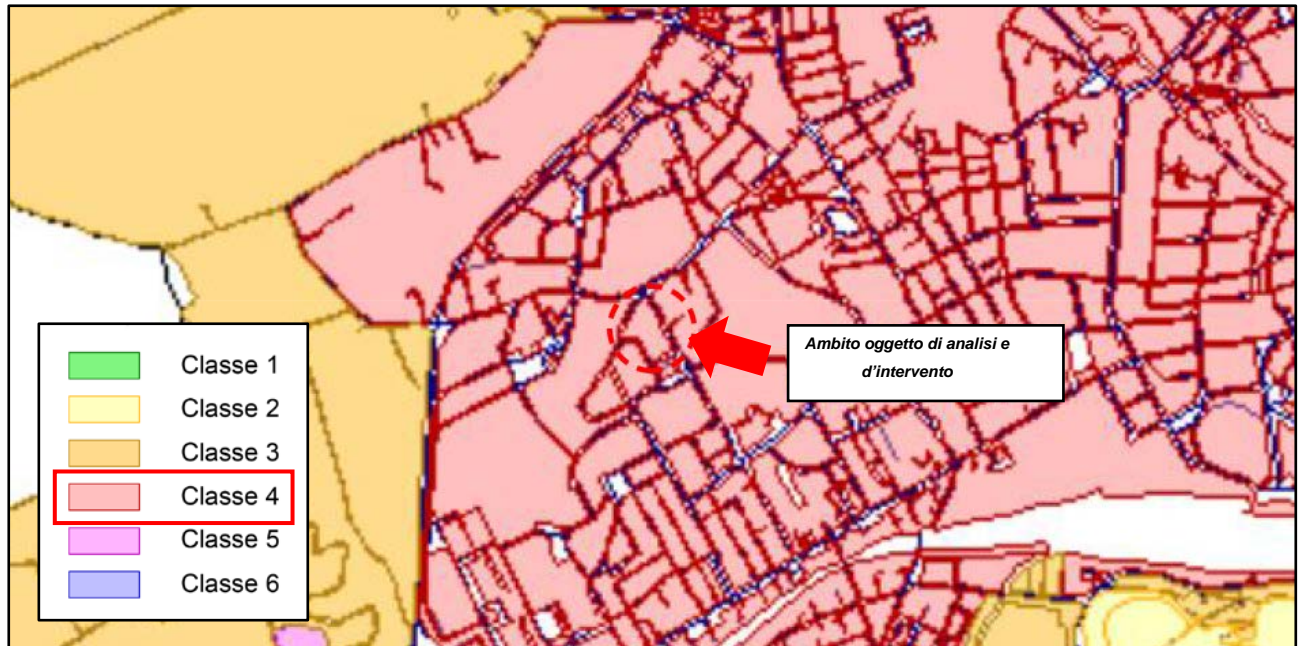 Classe 1
Classe 2
Classe 3
Classe 4
Classe 5
Classe 6
Ambito oggetto di analisi e
d'intervento